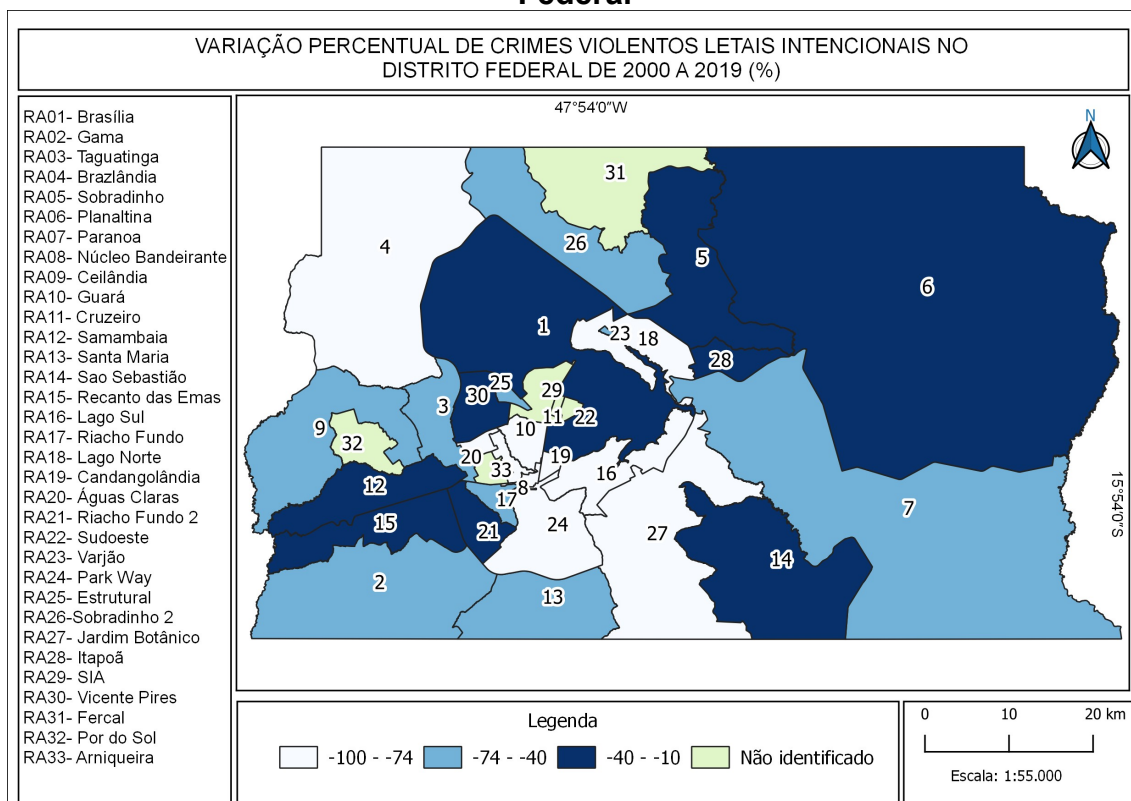 Federal
VARIAÇÃO PERCENTUAL DE CRIMES VIOLENTOS LETAIS INTENCIONAIS NO
DISTRITO FEDERAL DE 2000 A 2019 (%)
RA01- Brasília
RA02- Gama
RA03- Taguatinga
RA04- Brazlândia
RA05- Sobradinho
RA06- Planaltina
RA07- Paranoa
RA08- Núcleo Bandeirante
RA09- Ceilândia
RA10- Guará
RA11- Cruzeiro
RA12- Samambaia
RA13- Santa Maria
RA14- Sao Sebastião
RA15- Recanto das Emas
RA16- Lago Sul
RA17- Riacho Fundo
RA18- Lago Norte
RA19- Candangolândia
RA20- Águas Claras
RA21- Riacho Fundo 2
RA22- Sudoeste
RA23- Varjão
RA24- Park Way
RA25- Estrutural
RA26-Sobradinho 2
RA27- Jardim Botânico
RA28- Itapoã
RA29- SIA
RA30- Vicente Pires
RA31- Fercal
RA32- Por do Sol
RA33- Arniqueira
47°54'0"W
N
31
4
26
5
6
1
23
18
28
25
30
29
3
11
22
9
10
32
20
19
33
16
12
8
17
7
15
24
21
27
14
2
13
15°54'0"S
Legenda
-100 - -74
-74 - -40
-40 - -10
Não identificado
0 10 20 km
Escala: 1:55.000